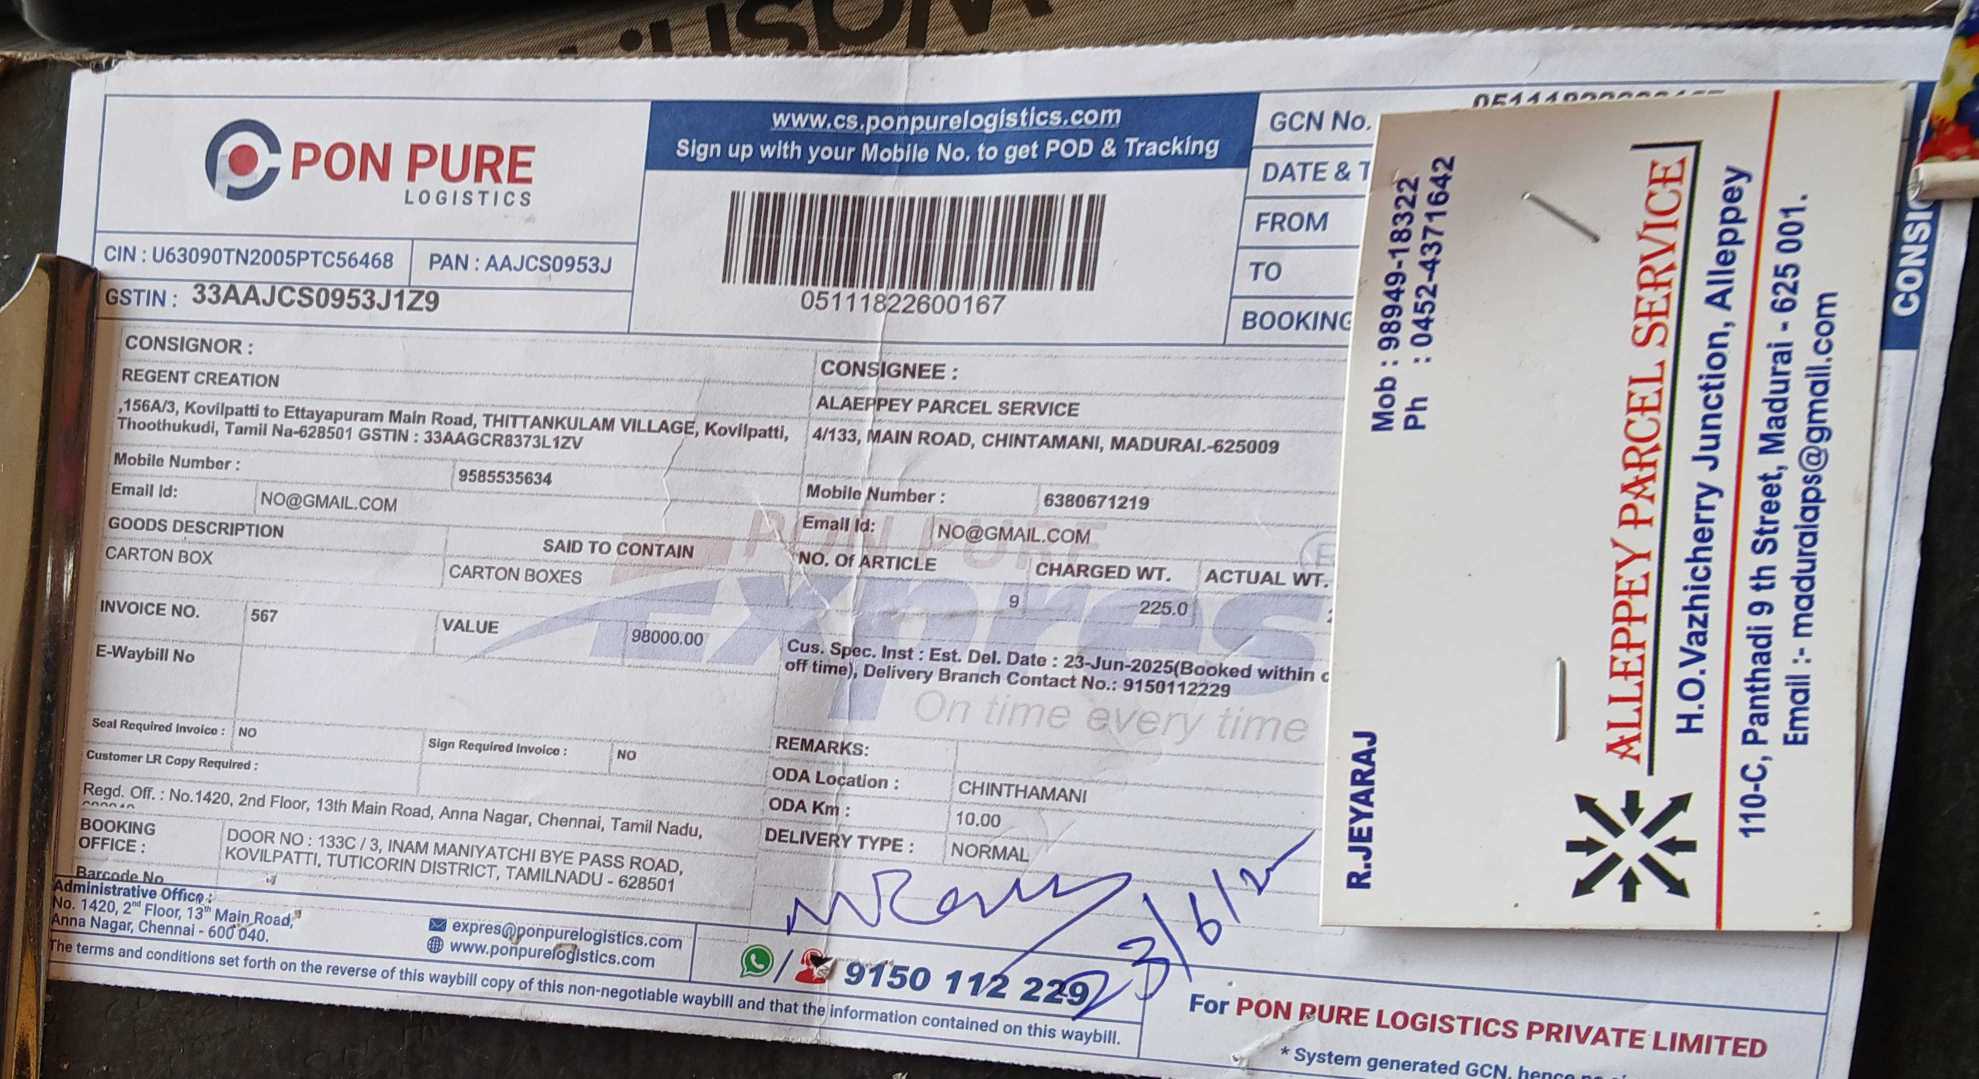 PON PURE
LOGISTICS
www.cs.ponpurelogistics.com
Sign up with your Mobile No. to get POD & Tracking
05111822600167
CIN : U63090TN2005PTC56468
PAN : AAJCS0953J
GSTIN : 33AAJCS0953J1Z9
GCN No.
DATE & T
FROM
TO
BOOKING
CONSIGNOR :
REGENT CREATION
,156A/3, Kovilpatti to Ettayapuram Main Road, THITTANKULAM VILLAGE, Kovilpatti,
Thoothukudi, Tamil Na-628501 GSTIN : 33AAGCR8373L1ZV
Mobile Number : 9585535634
Email Id: NO@GMAIL.COM
CONSIGNEE :
ALAEPPEY PARCEL SERVICE
4/133, MAIN ROAD, CHINTAMANI, MADURAI.-625009
Mobile Number : 6380671219
Email Id: NO@GMAIL.COM
GOODS DESCRIPTION
SAID TO CONTAIN
NO. Of ARTICLE
CHARGED WT.
ACTUAL WT.
CARTON BOX
CARTON BOXES
9
225.0
INVOICE NO. 567
VALUE 98000.00
E-Waybill No
Cus. Spec. Inst : Est. Del. Date : 23-Jun-2025(Booked within c
off time), Delivery Branch Contact No.: 9150112229
PON PURE
Express
On time every time
Seal Required Invoice : NO
Sign Required Invoice : NO
Customer LR Copy Required :
REMARKS:
ODA Location : CHINTHAMANI
ODA Km : 10.00
DELIVERY TYPE : NORMAL
Regd. Off. : No.1420, 2nd Floor, 13th Main Road, Anna Nagar, Chennai, Tamil Nadu,
BOOKING
OFFICE :
DOOR NO : 133C / 3, INAM MANIYATCHI BYE PASS ROAD,
KOVILPATTI, TUTICORIN DISTRICT, TAMILNADU - 628501
Barcode No
Administrative Office :
No. 1420, 2nd Floor, 13th Main Road,
Anna Nagar, Chennai - 600 040.
expres@ponpurelogistics.com
www.ponpurelogistics.com
9150 112 229
23/6/25
The terms and conditions set forth on the reverse of this waybill copy of this non-negotiable waybill and that the information contained on this waybill.
For PON PURE LOGISTICS PRIVATE LIMITED
* System generated GCN, hence
CONSI
R.JEYARAJ
Mob : 98949-18322
Ph : 0452-4371642
ALLEPPEY PARCEL SERVICE
H.O.Vazhicherry Junction, Alleppey
110-C, Panthadi 9 th Street, Madurai - 625 001.
Email :- maduraiaps@gmail.com